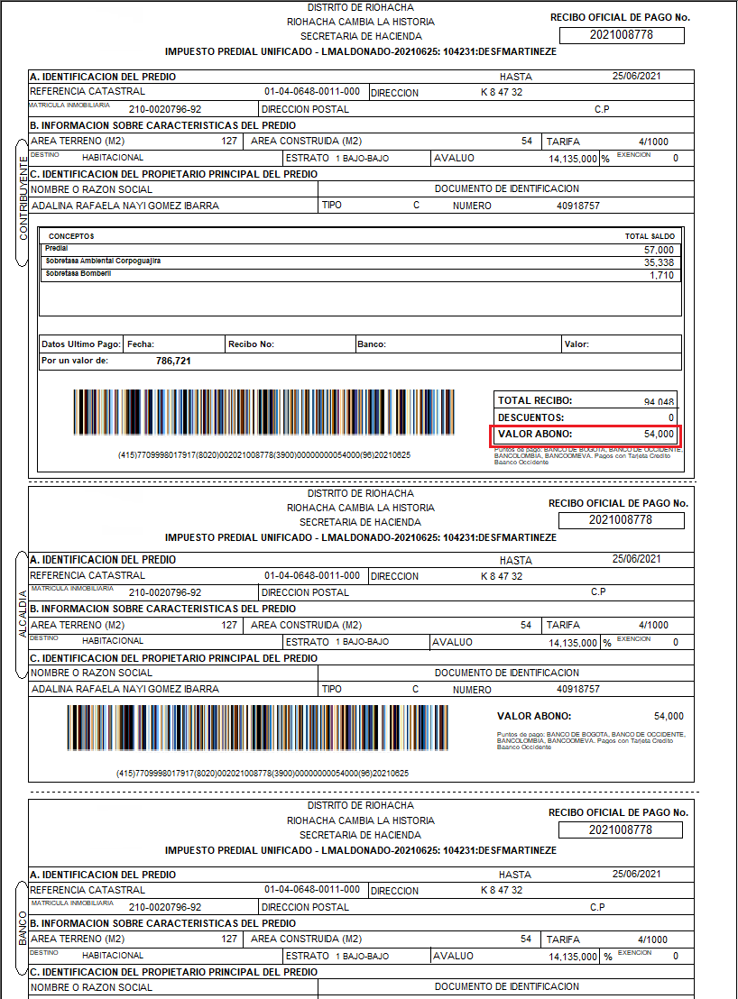 DISTRITO DE RIOHACHA
RIOHACHA CAMBIA LA HISTORIA
SECRETARIA DE HACIENDA
RECIBO OFICIAL DE PAGO No.
2021008778
IMPUESTO PREDIAL UNIFICADO - LMALDONADO-20210625: 104231:DESFMARTINEZE
CONTRIBUYENTE
A. IDENTIFICACION DEL PREDIO HASTA 25/06/2021
REFERENCIA CATASTRAL 01-04-0648-0011-000 DIRECCION K 8 47 32
MATRICULA INMOBILIARIA 210-0020796-92 DIRECCION POSTAL C.P
B. INFORMACION SOBRE CARACTERISTICAS DEL PREDIO
AREA TERRENO (M2) 127 AREA CONSTRUIDA (M2) 54 TARIFA 4/1000
DESTINO HABITACIONAL ESTRATO 1 BAJO-BAJO AVALUO 14,135,000 % EXENCION 0
C. IDENTIFICACION DEL PROPIETARIO PRINCIPAL DEL PREDIO
NOMBRE O RAZON SOCIAL DOCUMENTO DE IDENTIFICACION
ADALINA RAFAELA NAYI GOMEZ IBARRA TIPO C NUMERO 40918757
CONCEPTOS TOTAL SALDO
Predial 57,000
Sobretasa Ambiental Corpoguajira 35,338
Sobretasa Bomberil 1,710
Datos Ultimo Pago: Fecha: Recibo No: Banco: Valor:
Por un valor de: 786,721
TOTAL RECIBO: 94,048
DESCUENTOS: 0
VALOR ABONO: 54,000
(415)7709998017917(8020)002021008778(3900)00000000054000(96)20210625
Puntos de pago: BANCO DE BOGOTA, BANCO DE OCCIDENTE,
BANCOLOMBIA, BANCOOMEVA. Pagos con Tarjeta Credito
Baanco Occidente
DISTRITO DE RIOHACHA
RIOHACHA CAMBIA LA HISTORIA
SECRETARIA DE HACIENDA
RECIBO OFICIAL DE PAGO No.
2021008778
IMPUESTO PREDIAL UNIFICADO - LMALDONADO-20210625: 104231:DESFMARTINEZE
ALCALDIA
A. IDENTIFICACION DEL PREDIO HASTA 25/06/2021
REFERENCIA CATASTRAL 01-04-0648-0011-000 DIRECCION K 8 47 32
MATRICULA INMOBILIARIA 210-0020796-92 DIRECCION POSTAL C.P
B. INFORMACION SOBRE CARACTERISTICAS DEL PREDIO
AREA TERRENO (M2) 127 AREA CONSTRUIDA (M2) 54 TARIFA 4/1000
DESTINO HABITACIONAL ESTRATO 1 BAJO-BAJO AVALUO 14,135,000 % EXENCION 0
C. IDENTIFICACION DEL PROPIETARIO PRINCIPAL DEL PREDIO
NOMBRE O RAZON SOCIAL DOCUMENTO DE IDENTIFICACION
ADALINA RAFAELA NAYI GOMEZ IBARRA TIPO C NUMERO 40918757
VALOR ABONO: 54,000
Puntos de pago: BANCO DE BOGOTA, BANCO DE OCCIDENTE,
BANCOLOMBIA, BANCOOMEVA. Pagos con Tarjeta Credito
Baanco Occidente
(415)7709998017917(8020)002021008778(3900)00000000054000(96)20210625
DISTRITO DE RIOHACHA
RIOHACHA CAMBIA LA HISTORIA
SECRETARIA DE HACIENDA
RECIBO OFICIAL DE PAGO No.
2021008778
IMPUESTO PREDIAL UNIFICADO - LMALDONADO-20210625: 104231:DESFMARTINEZE
BANCO
A. IDENTIFICACION DEL PREDIO HASTA 25/06/2021
REFERENCIA CATASTRAL 01-04-0648-0011-000 DIRECCION K 8 47 32
MATRICULA INMOBILIARIA 210-0020796-92 DIRECCION POSTAL C.P
B. INFORMACION SOBRE CARACTERISTICAS DEL PREDIO
AREA TERRENO (M2) 127 AREA CONSTRUIDA (M2) 54 TARIFA 4/1000
DESTINO HABITACIONAL ESTRATO 1 BAJO-BAJO AVALUO 14,135,000 % EXENCION 0
C. IDENTIFICACION DEL PROPIETARIO PRINCIPAL DEL PREDIO
NOMBRE O RAZON SOCIAL DOCUMENTO DE IDENTIFICACION